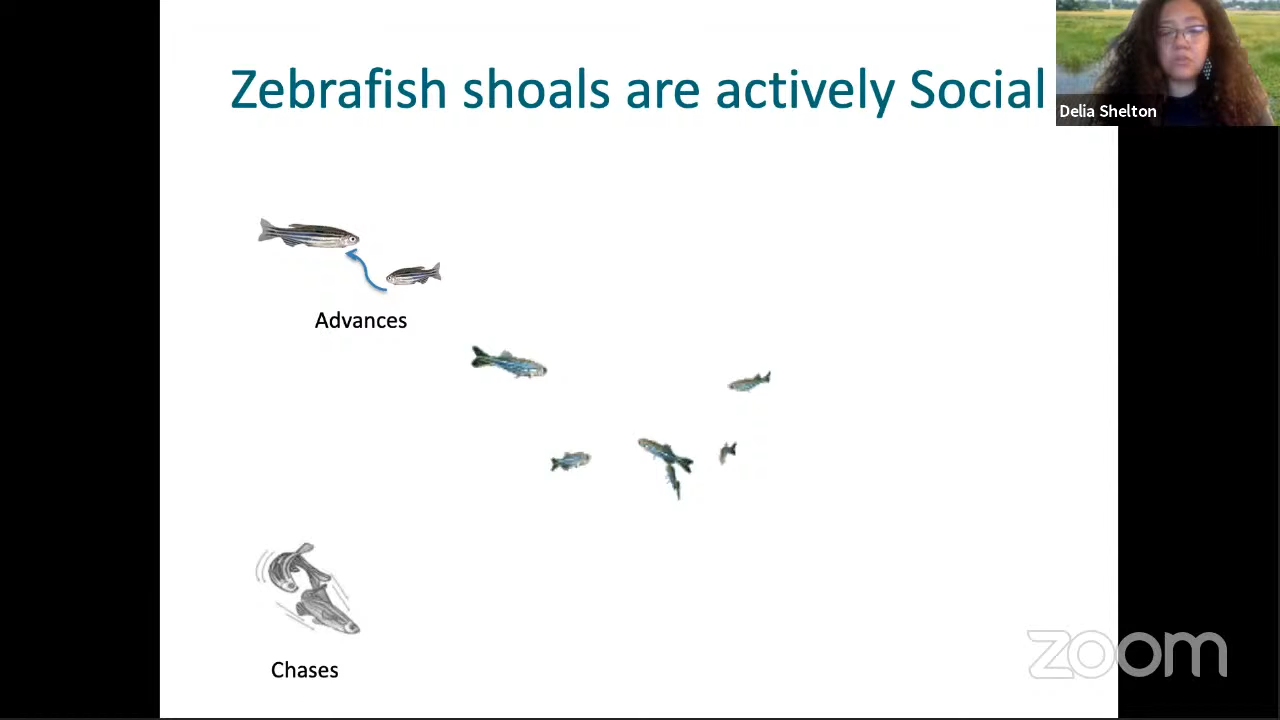 Zebrafish shoals are actively Social
Delia Shelton
Advances
Chases
zoom